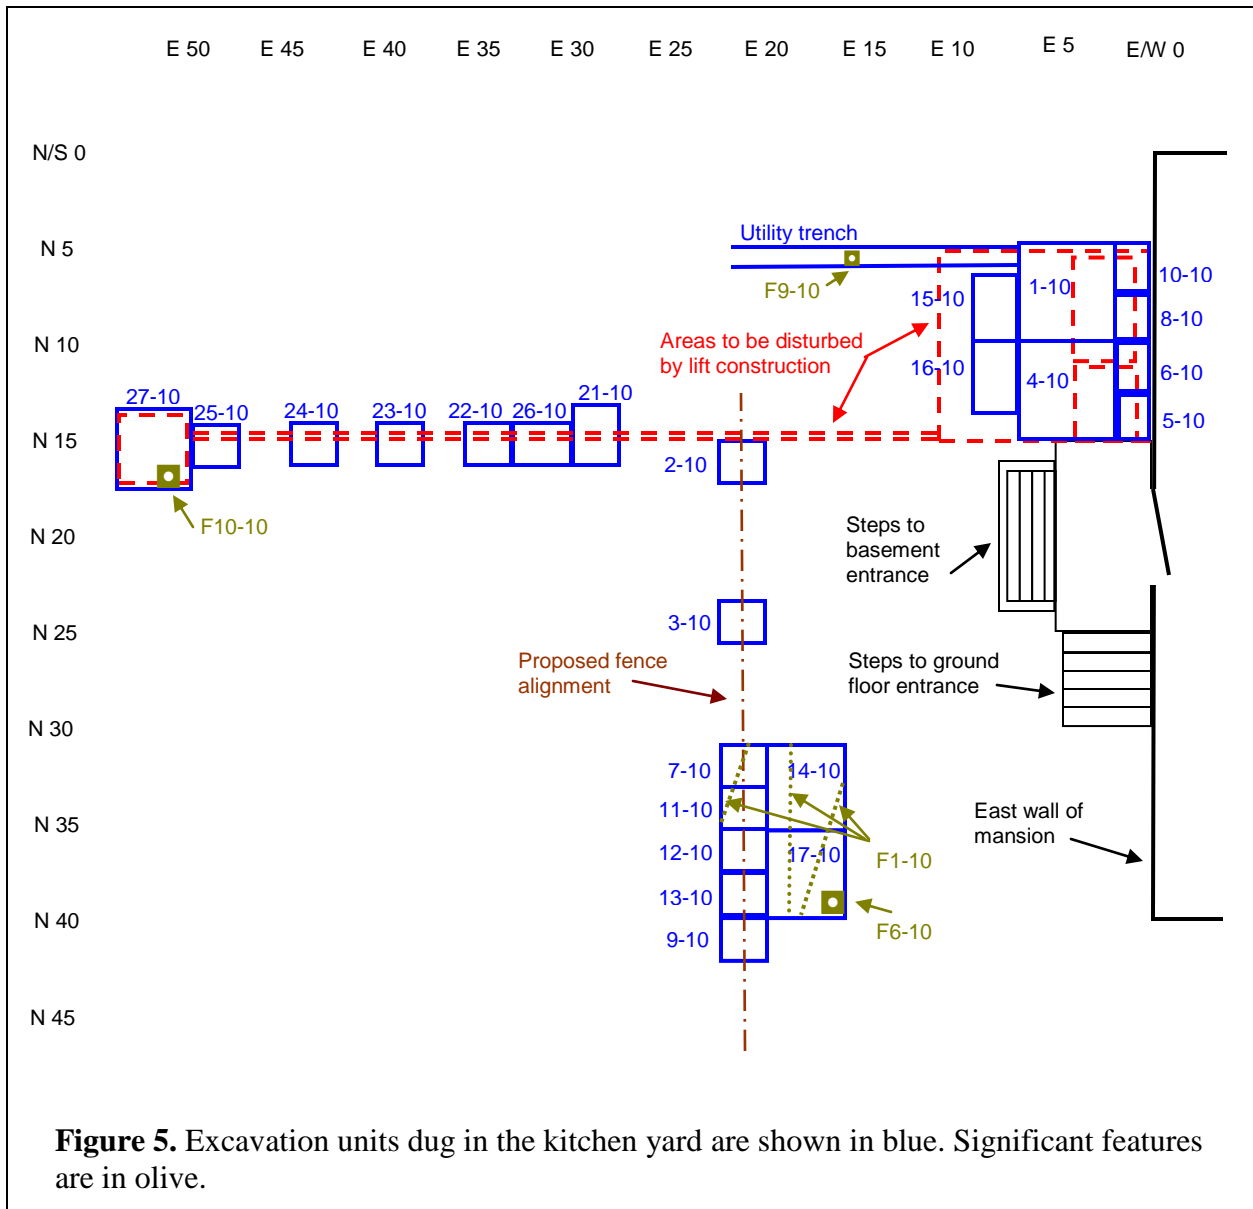 E 50 E 45 E 40 E 35 E 30 E 25 E 20 E 15 E 10 E 5 E/W 0
N/S 0
N 5
N 10
N 15
N 20
N 25
N 30
N 35
N 40
N 45
Utility trench
F9-10
15-10
16-10
1-10
4-10
10-10
8-10
6-10
5-10
Areas to be disturbed
by lift construction
27-10
25-10
24-10
23-10
22-10
26-10
21-10
2-10
F10-10
Steps to
basement
entrance
3-10
Proposed fence
alignment
Steps to ground
floor entrance
7-10
11-10
12-10
13-10
9-10
14-10
17-10
F1-10
F6-10
East wall of
mansion
Figure 5. Excavation units dug in the kitchen yard are shown in blue. Significant features
are in olive.